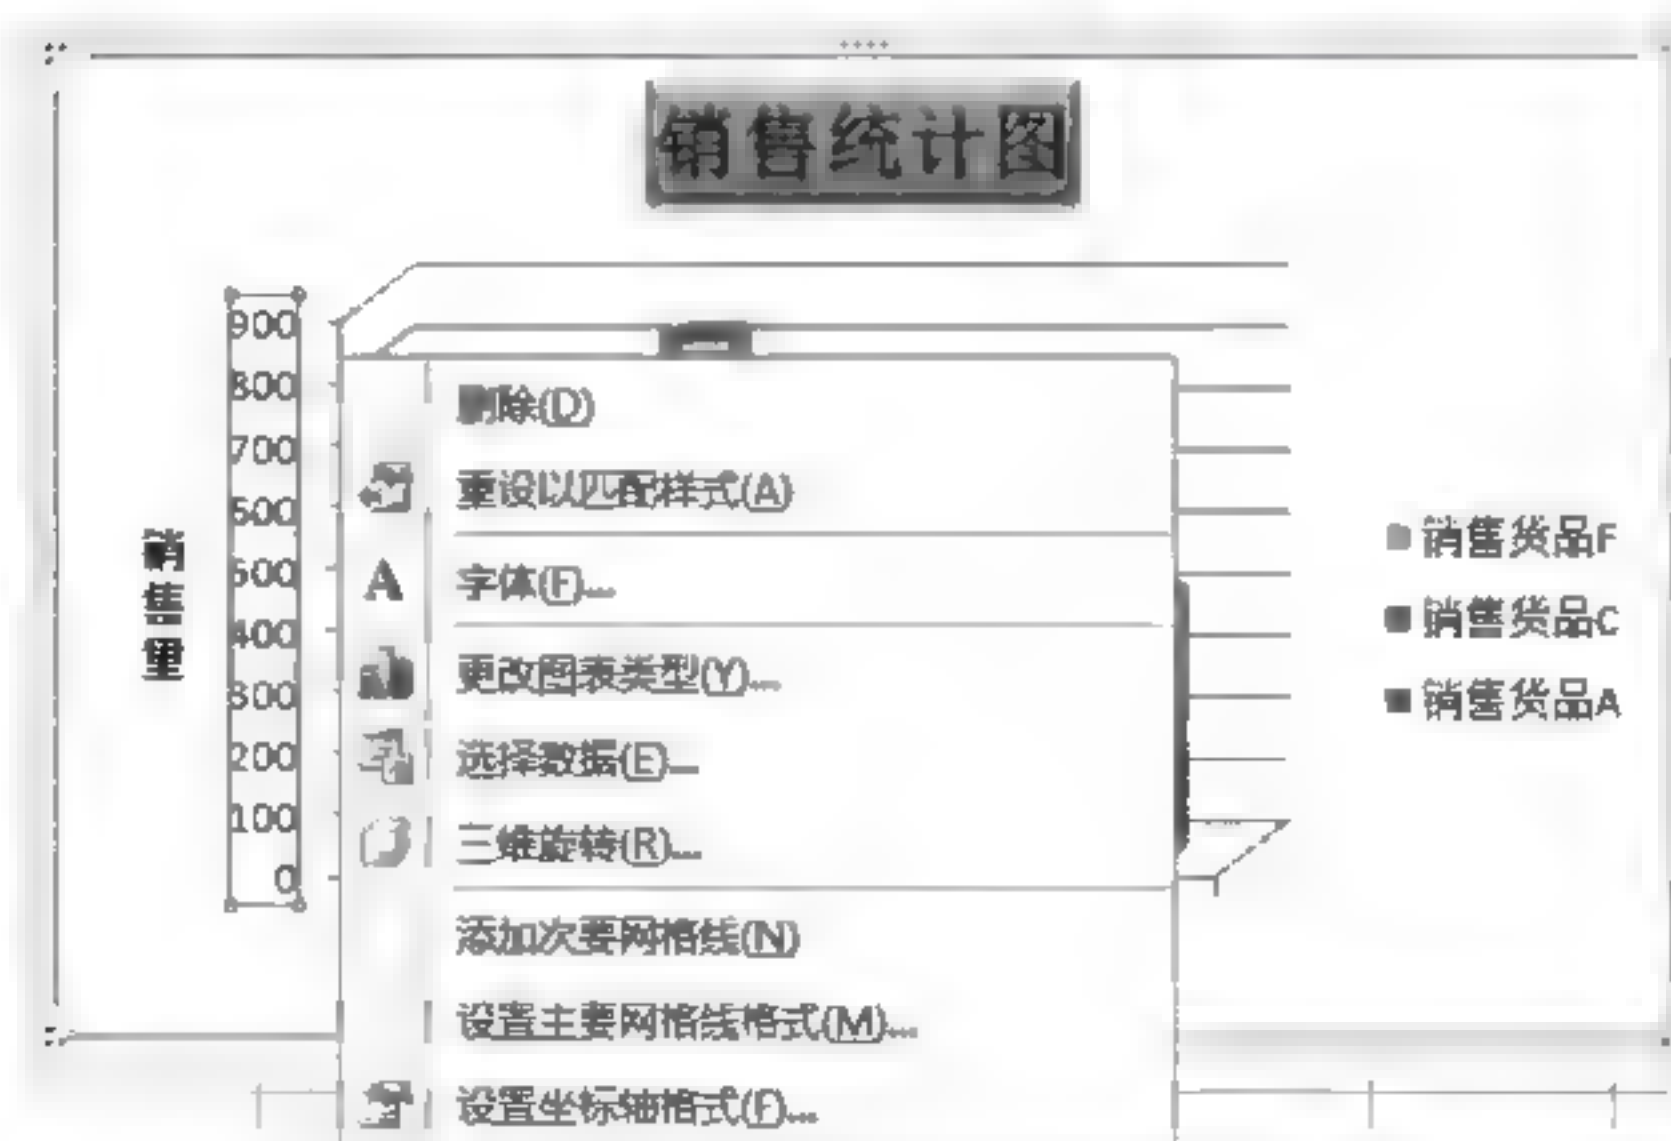 销售统计图
900
800
700
600
500
400
300
200
100
0
销售量
删除(D)
重设以匹配样式(A)
字体(F)...
更改图表类型(Y)...
选择数据(E)...
三维旋转(R)...
添加次要网格线(N)
设置主要网格线格式(M)...
设置坐标轴格式(F)...
销售货品F
销售货品C
销售货品A